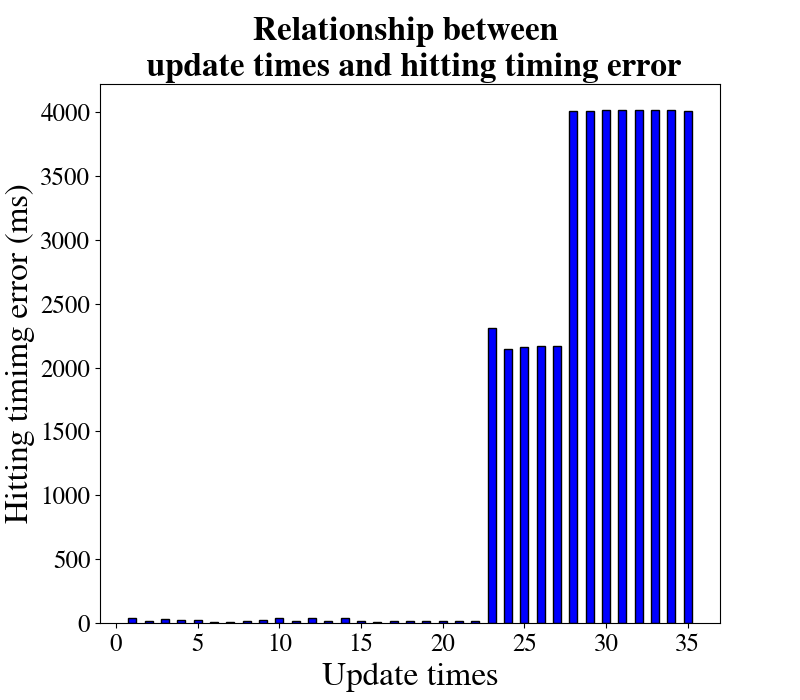 Relationship between
update times and hitting timing error
Hitting timimg error (ms)
4000
3500
3000
2500
2000
1500
1000
500
0
0 5 10 15 20 25 30 35
Update times